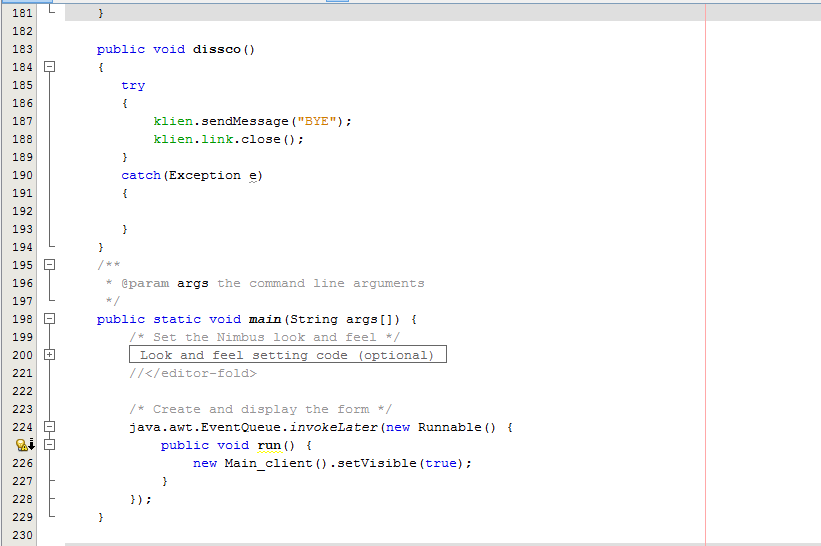 181 }
182
183 public void dissco()
184 {
185 try
186 {
187 klien.sendMessage("BYE");
188 klien.link.close();
189 }
190 catch(Exception e)
191 {
192
193 }
194 }
195 /**
196 * @param args the command line arguments
197 */
198 public static void main(String args[]) {
199 /* Set the Nimbus look and feel */
200 Look and feel setting code (optional)
221 //</editor-fold>
222
223 /* Create and display the form */
224 java.awt.EventQueue.invokeLater(new Runnable() {
public void run() {
226 new Main_client().setVisible(true);
227 }
228 });
229 }
230